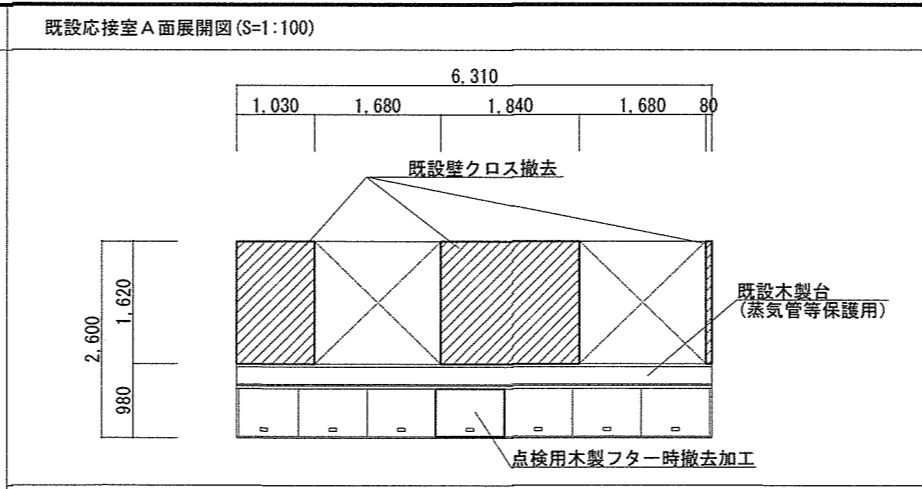 既設応接室A面展開図(S=1:100)
6,310
1,030
1,680
1,840
1,680
80
既設壁クロス撤去
2,600
1,620
980
既設木製台
(蒸気管等保護用)
点検用木製フター時撤去加工